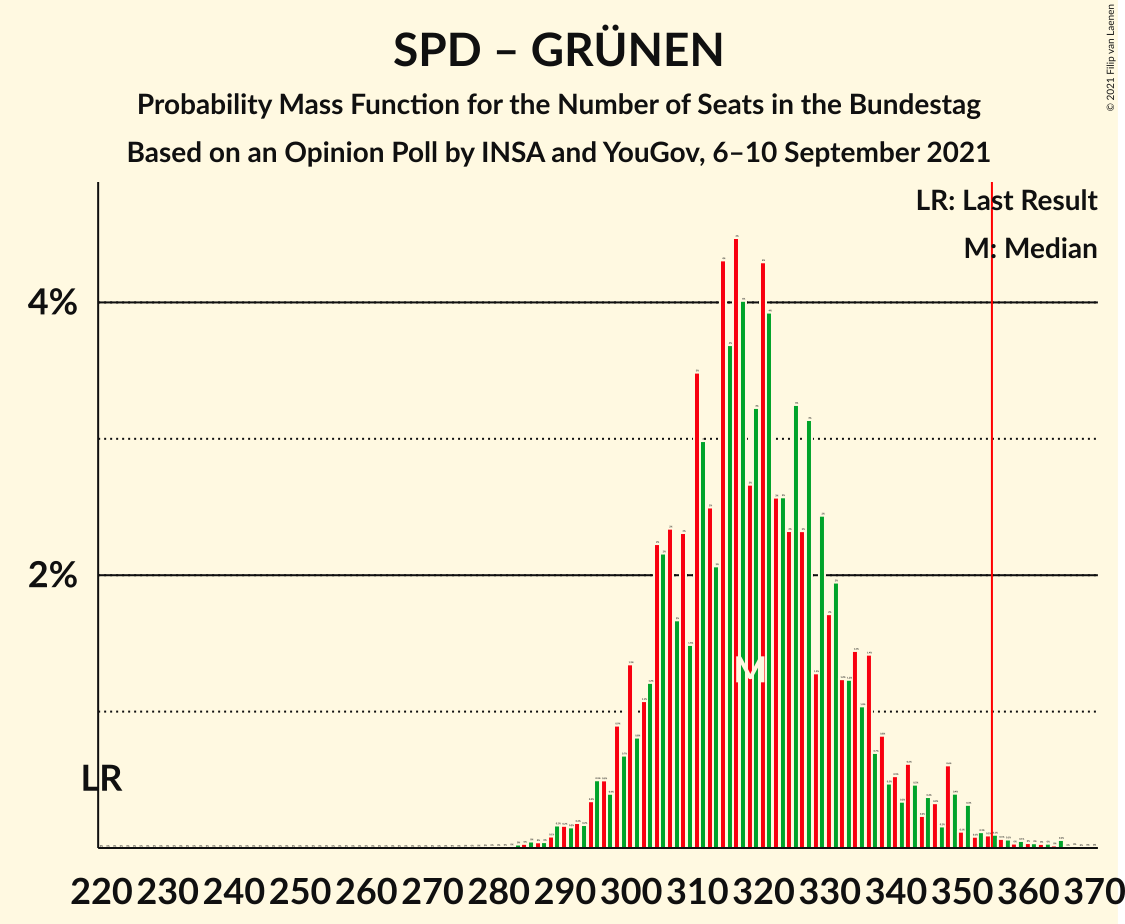 © 2021 Filip van Laenen
SPD – GRÜNEN
Probability Mass Function for the Number of Seats in the Bundestag
Based on an Opinion Poll by INSA and YouGov, 6–10 September 2021
LR: Last Result
M: Median
4%
2%
M
LR
220 230 240 250 260 270 280 290 300 310 320 330 340 350 360 370